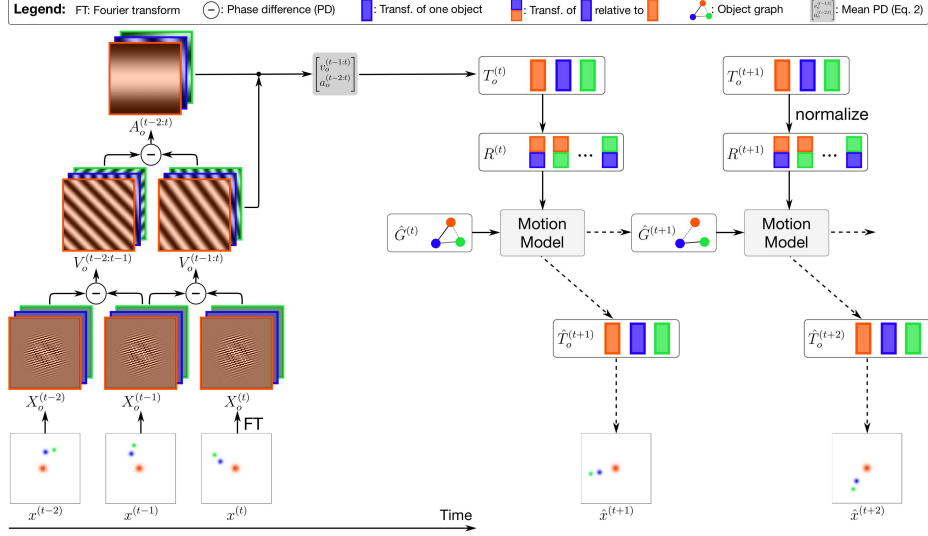 Legend: FT: Fourier transform − : Phase difference (PD) : Transf. of one object : Transf. of relative to : Object graph : Mean PD (Eq. 2)
A_o^{(t−2:t)}
−
V_o^{(t−2:t−1)} V_o^{(t−1:t)}
− −
X_o^{(t−2)} X_o^{(t−1)} X_o^{(t)}
FT
x^{(t−2)} x^{(t−1)} x^{(t)}
Time
v_o^{(t−1:t)}
a_o^{(t−2:t)}
T_o^{(t)} T_o^{(t+1)}
normalize
R^{(t)} ... R^{(t+1)} ...
Ĝ^{(t)} Motion Model Ĝ^{(t+1)} Motion Model
T̂_o^{(t+1)} T̂_o^{(t+2)}
x̂^{(t+1)} x̂^{(t+2)}